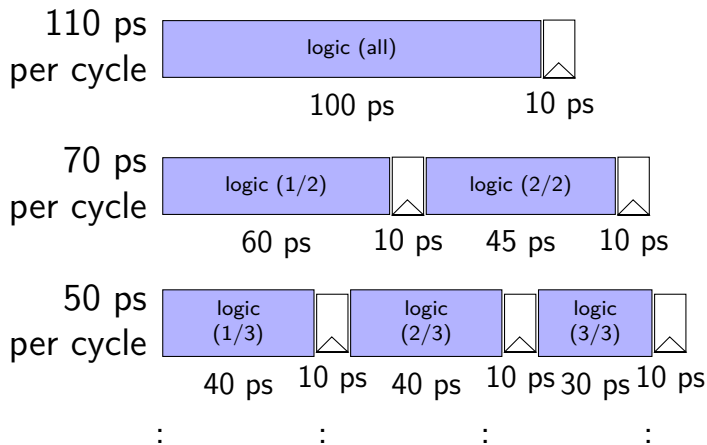 110 ps
per cycle
logic (all)
100 ps
10 ps
70 ps
per cycle
logic (1/2)
logic (2/2)
60 ps
10 ps
45 ps
10 ps
50 ps
per cycle
logic
(1/3)
logic
(2/3)
logic
(3/3)
40 ps
10 ps
40 ps
10 ps
30 ps
10 ps